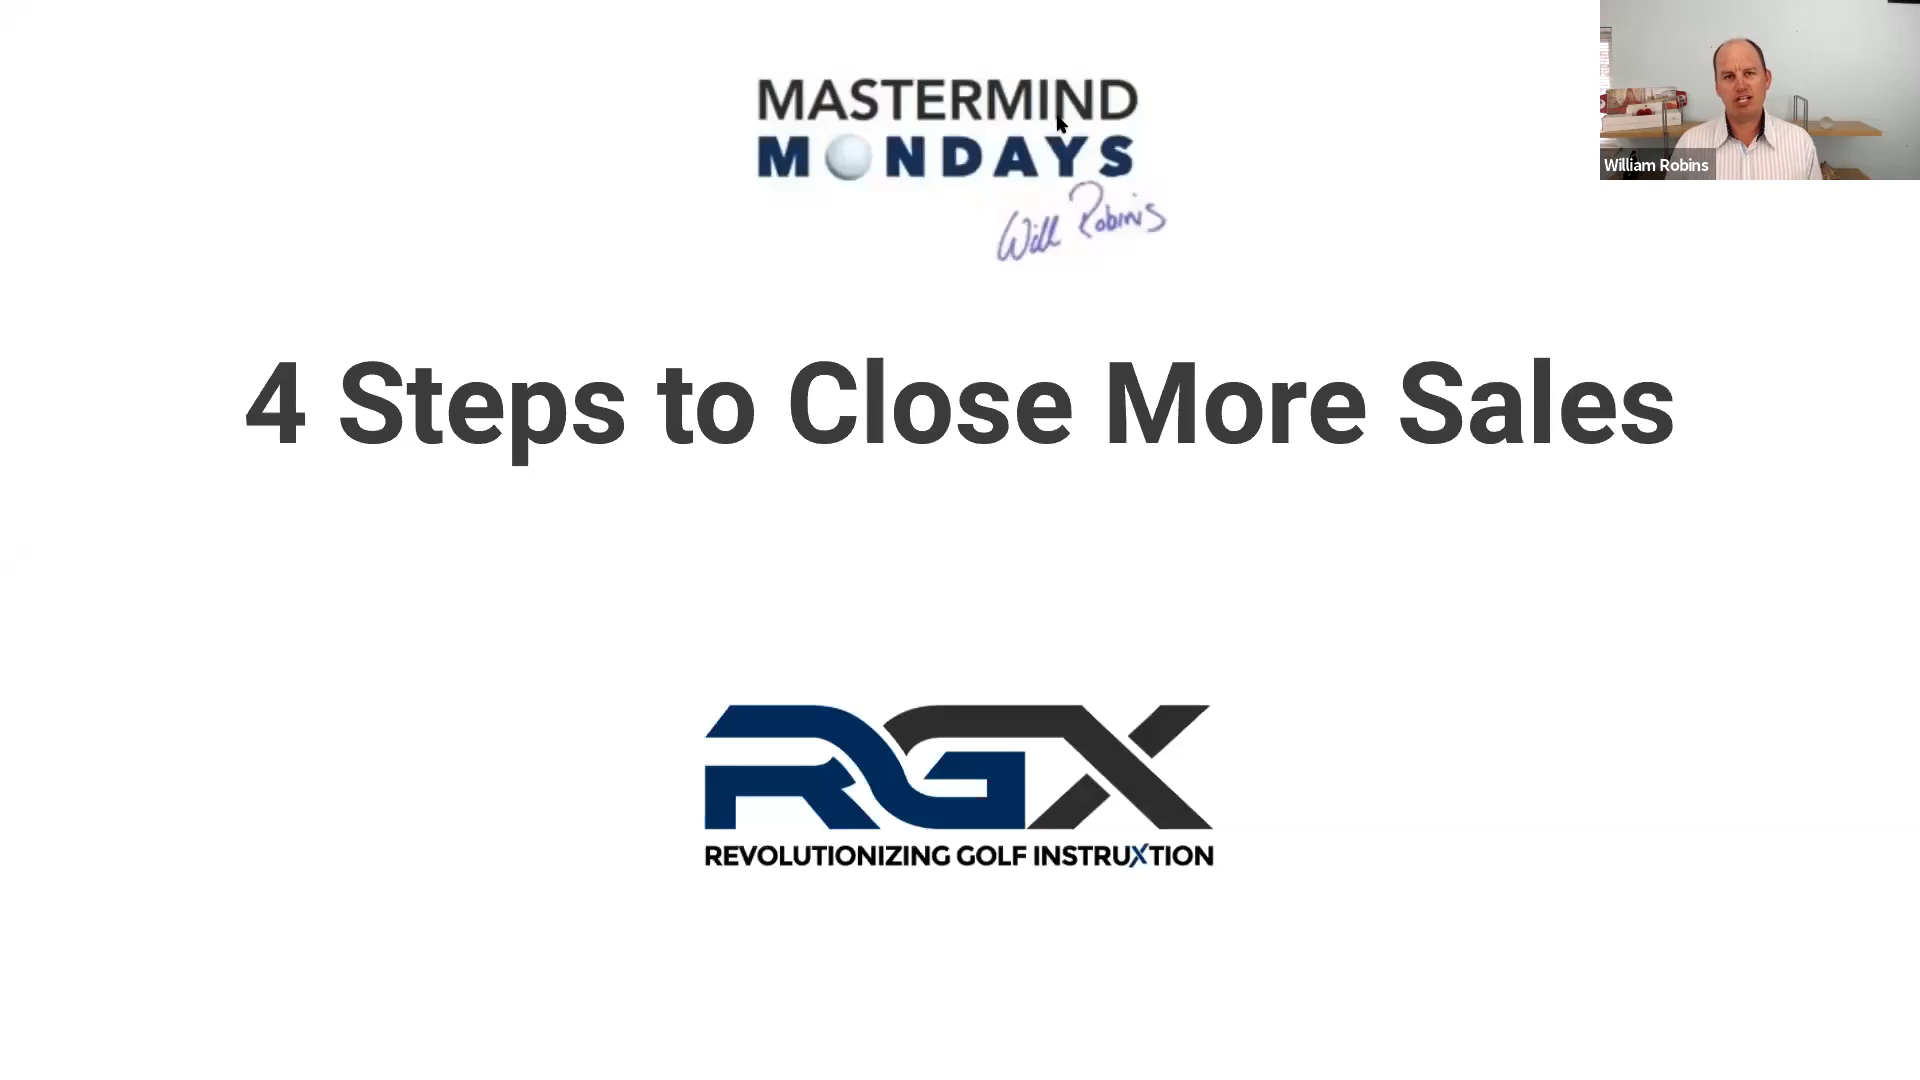 MASTERMIND
MONDAYS
Will Robins
William Robins
4 Steps to Close More Sales
RGX
REVOLUTIONIZING GOLF INSTRUXTION